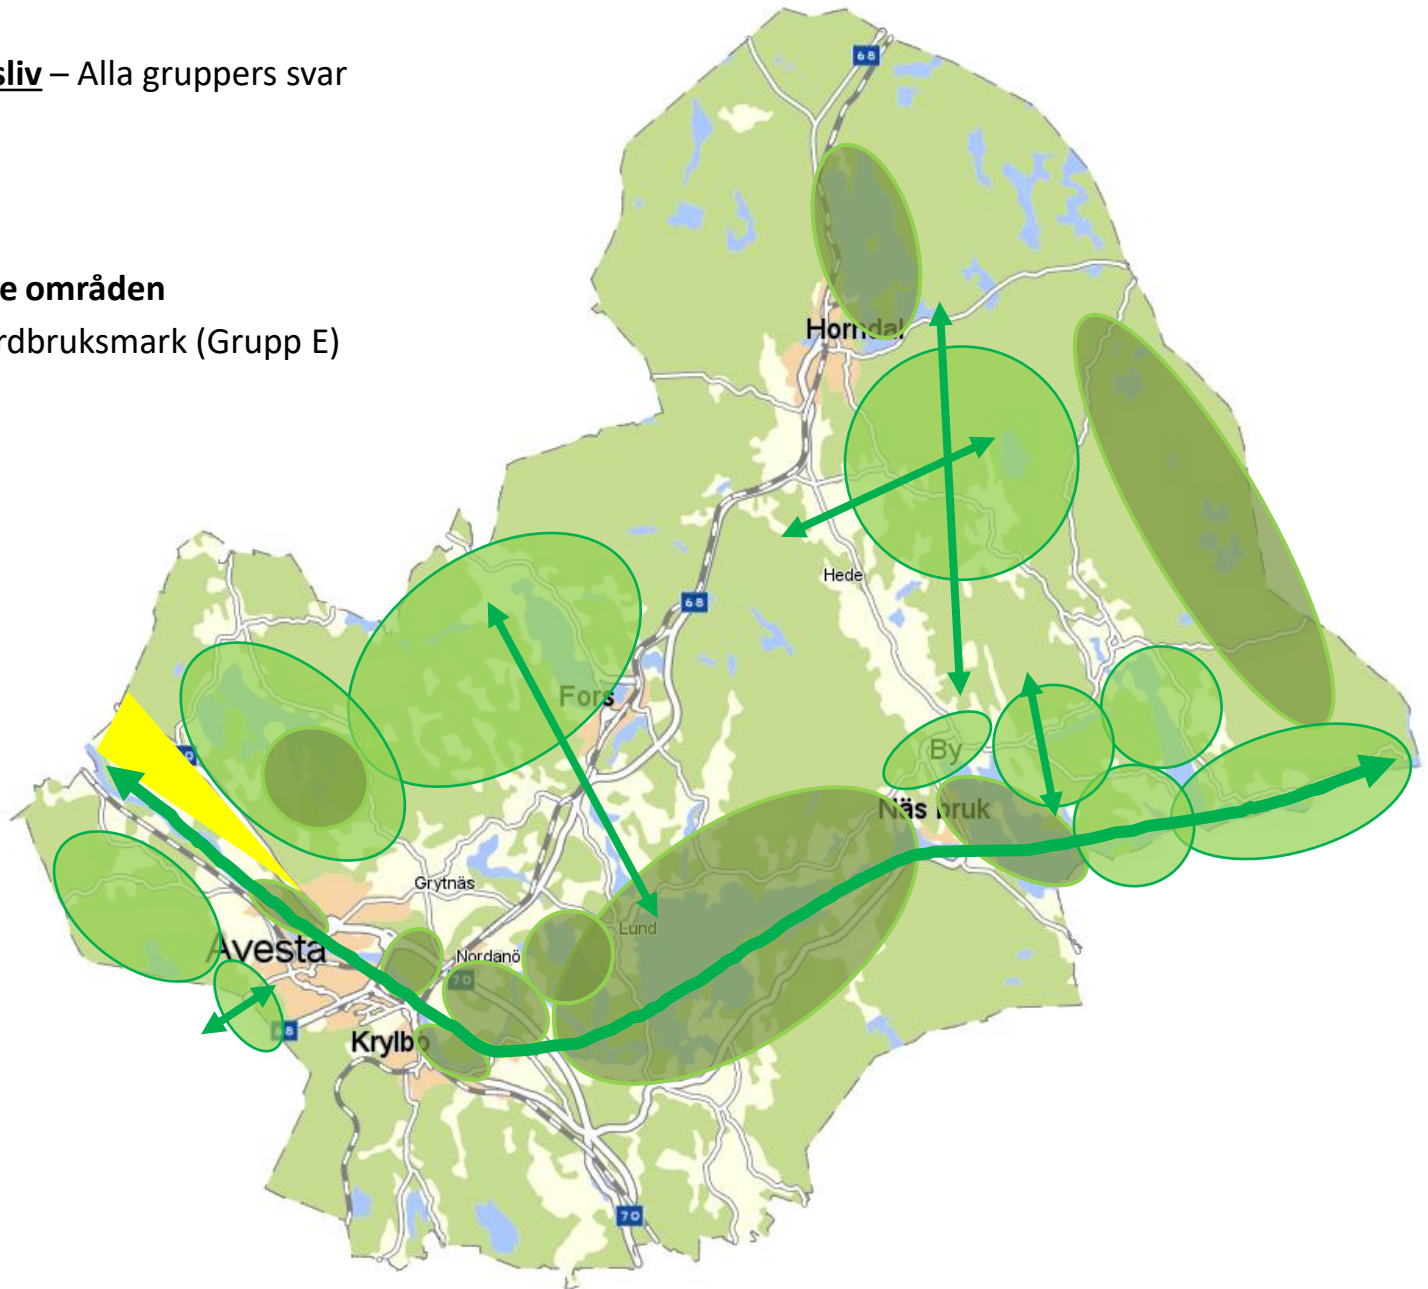 sliv – Alla gruppers svar
e områden
rdbruksmark (Grupp E)
68
Horndal
Hede
68
Fors
By
Näs bruk
Grytnäs
Lund
Avesta
Nordanö
70
68
Krylbo
70